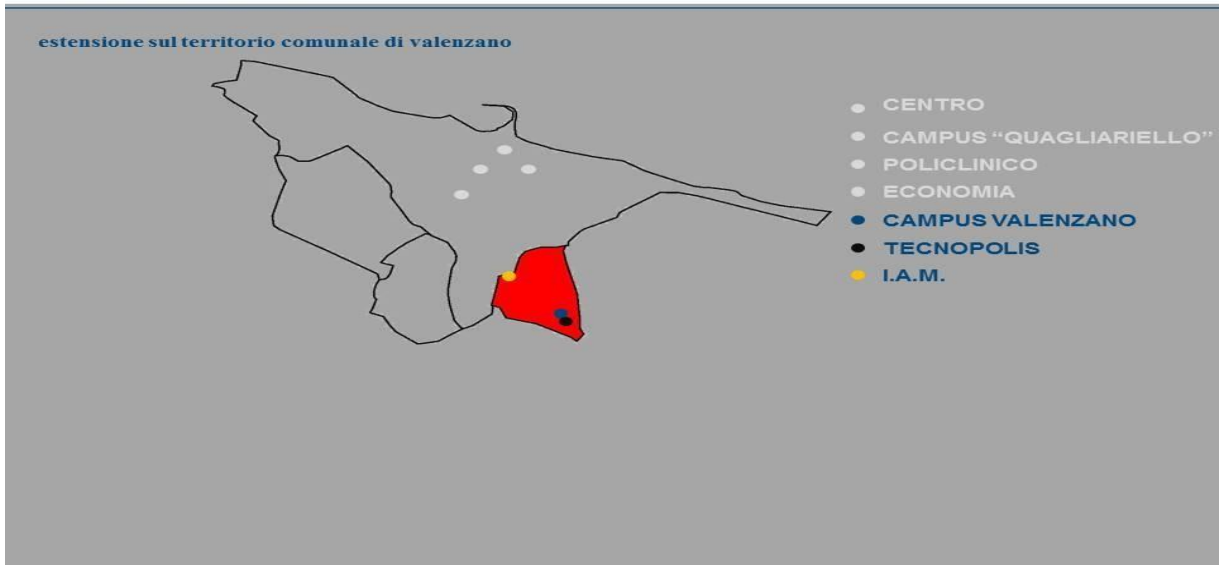 estensione sul territorio comunale di valenzano
CENTRO
CAMPUS “QUAGLIARIELLO”
POLICLINICO
ECONOMIA
CAMPUS VALENZANO
TECNOPOLIS
I.A.M.